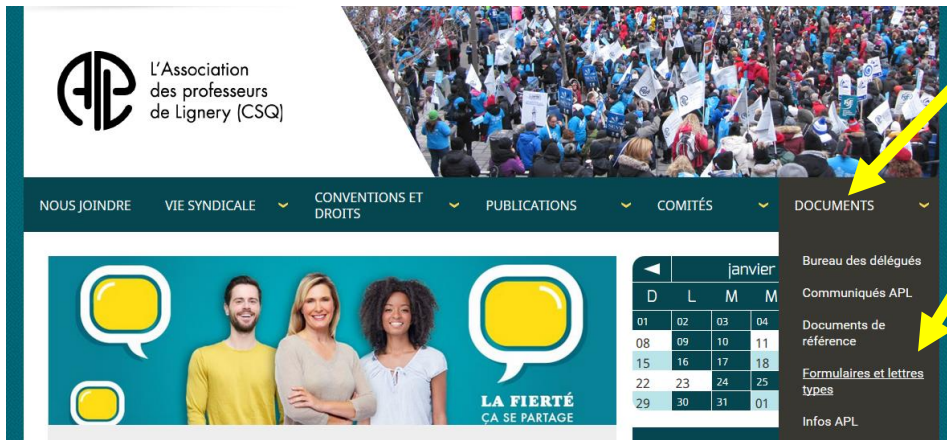 APL
L'Association
des professeurs
de Lignery (CSQ)
NOUS JOINDRE VIE SYNDICALE CONVENTIONS ET DROITS PUBLICATIONS COMITÉS DOCUMENTS
Bureau des délégués
Communiqués APL
Documents de
référence
Formulaires et lettres
types
Infos APL
LA FIERTÉ
ÇA SE PARTAGE
janvier
D L M M
01 02 03 04
08 09 10 11
15 16 17 18
22 23 24 25
29 30 31 01